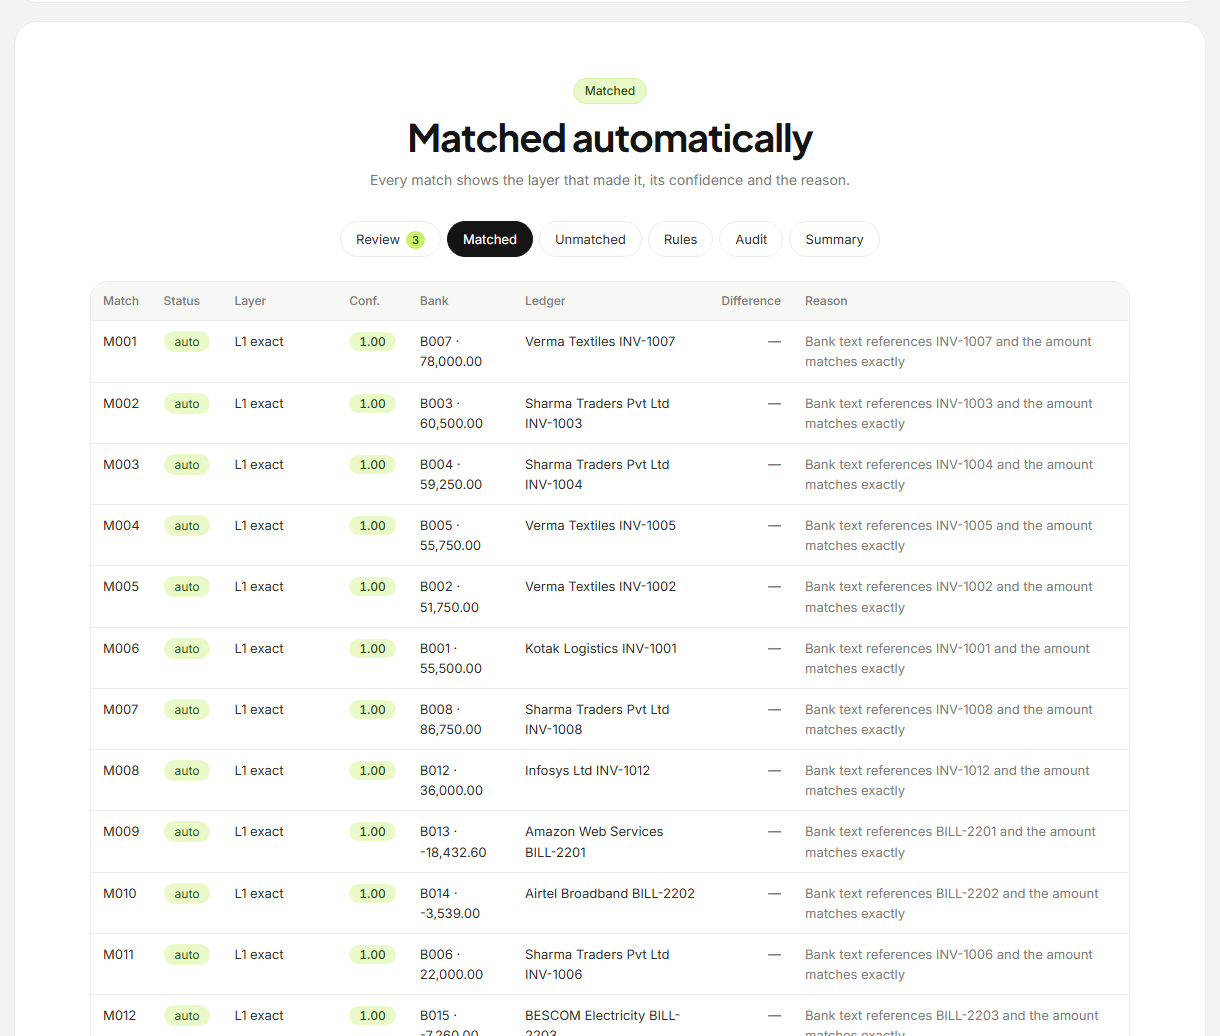 Matched
Matched automatically
Every match shows the layer that made it, its confidence and the reason.
Review 3 Matched Unmatched Rules Audit Summary
Match Status Layer Conf. Bank Ledger Difference Reason
M001 auto L1 exact 1.00 B007 · Verma Textiles INV-1007 — Bank text references INV-1007 and the amount
78,000.00 matches exactly
M002 auto L1 exact 1.00 B003 · Sharma Traders Pvt Ltd — Bank text references INV-1003 and the amount
60,500.00 INV-1003 matches exactly
M003 auto L1 exact 1.00 B004 · Sharma Traders Pvt Ltd — Bank text references INV-1004 and the amount
59,250.00 INV-1004 matches exactly
M004 auto L1 exact 1.00 B005 · Verma Textiles INV-1005 — Bank text references INV-1005 and the amount
55,750.00 matches exactly
M005 auto L1 exact 1.00 B002 · Verma Textiles INV-1002 — Bank text references INV-1002 and the amount
51,750.00 matches exactly
M006 auto L1 exact 1.00 B001 · Kotak Logistics INV-1001 — Bank text references INV-1001 and the amount
55,500.00 matches exactly
M007 auto L1 exact 1.00 B008 · Sharma Traders Pvt Ltd — Bank text references INV-1008 and the amount
86,750.00 INV-1008 matches exactly
M008 auto L1 exact 1.00 B012 · Infosys Ltd INV-1012 — Bank text references INV-1012 and the amount
36,000.00 matches exactly
M009 auto L1 exact 1.00 B013 · Amazon Web Services — Bank text references BILL-2201 and the amount
-18,432.60 BILL-2201 matches exactly
M010 auto L1 exact 1.00 B014 · Airtel Broadband BILL-2202 — Bank text references BILL-2202 and the amount
-3,539.00 matches exactly
M011 auto L1 exact 1.00 B006 · Sharma Traders Pvt Ltd — Bank text references INV-1006 and the amount
22,000.00 INV-1006 matches exactly
M012 auto L1 exact 1.00 B015 · BESCOM Electricity BILL- — Bank text references BILL-2203 and the amount
-7,260.00 2203 matches exactly